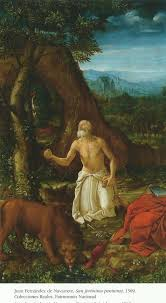 Juan Fernández de Navarrete, San Jerónimo penitente, 1569.
Colecciones Reales. Patrimonio Nacional